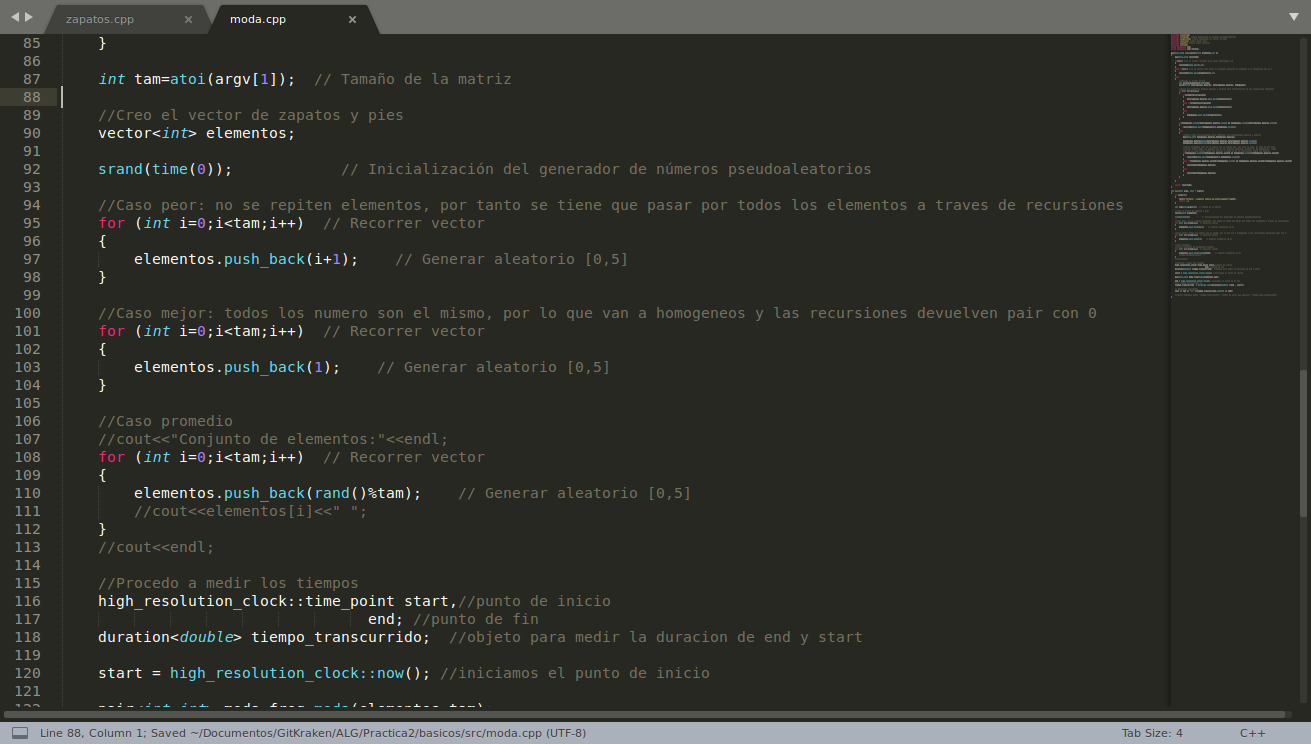 zapatos.cpp ×
moda.cpp ×
85 }
86
87 int tam=atoi(argv[1]); // Tamaño de la matriz
88
89 //Creo el vector de zapatos y pies
90 vector<int> elementos;
91
92 srand(time(0)); // Inicialización del generador de números pseudoaleatorios
93
94 //Caso peor: no se repiten elementos, por tanto se tiene que pasar por todos los elementos a traves de recursiones
95 for (int i=0;i<tam;i++) // Recorrer vector
96 {
97 elementos.push_back(i+1); // Generar aleatorio [0,5]
98 }
99
100 //Caso mejor: todos los numero son el mismo, por lo que van a homogeneos y las recursiones devuelven pair con 0
101 for (int i=0;i<tam;i++) // Recorrer vector
102 {
103 elementos.push_back(1); // Generar aleatorio [0,5]
104 }
105
106 //Caso promedio
107 //cout<<"Conjunto de elementos:"<<endl;
108 for (int i=0;i<tam;i++) // Recorrer vector
109 {
110 elementos.push_back(rand()%tam); // Generar aleatorio [0,5]
111 //cout<<elementos[i]<<" ";
112 }
113 //cout<<endl;
114
115 //Procedo a medir los tiempos
116 high_resolution_clock::time_point start,//punto de inicio
117 end; //punto de fin
118 duration<double> tiempo_transcurrido; //objeto para medir la duracion de end y start
119
120 start = high_resolution_clock::now(); //iniciamos el punto de inicio
121
Line 88, Column 1; Saved ~/Documentos/GitKraken/ALG/Practica2/basicos/src/moda.cpp (UTF-8)
Tab Size: 4
C++